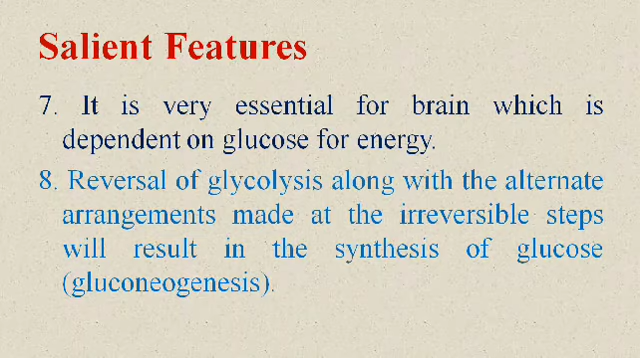 Salient Features
7. It is very essential for brain which is
dependent on glucose for energy.
8. Reversal of glycolysis along with the alternate
arrangements made at the irreversible steps
will result in the synthesis of glucose
(gluconeogenesis).